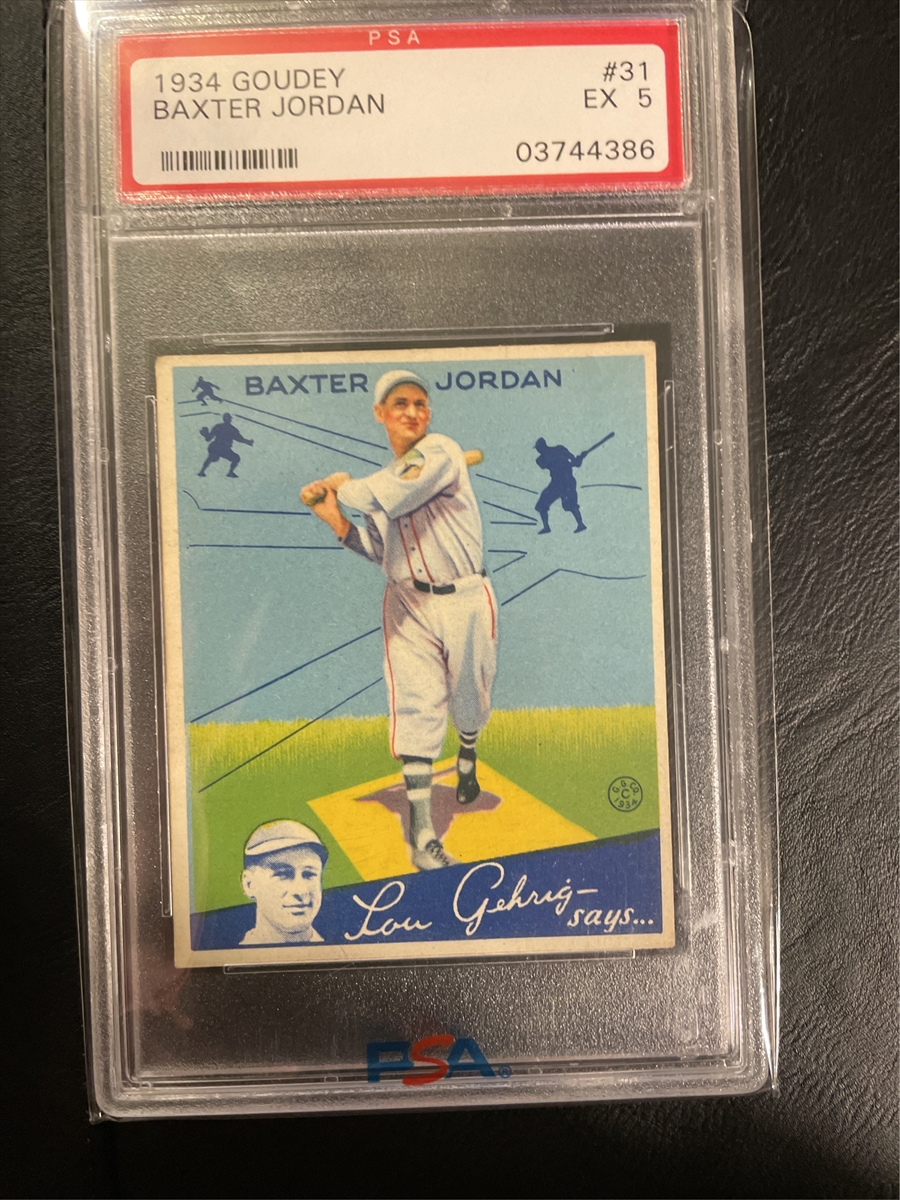 PSA
1934 GOUDEY #31
BAXTER JORDAN EX 5
03744386
BAXTER JORDAN
G.G.CO.
C
1934
Lou Gehrig—
says...
PSA®